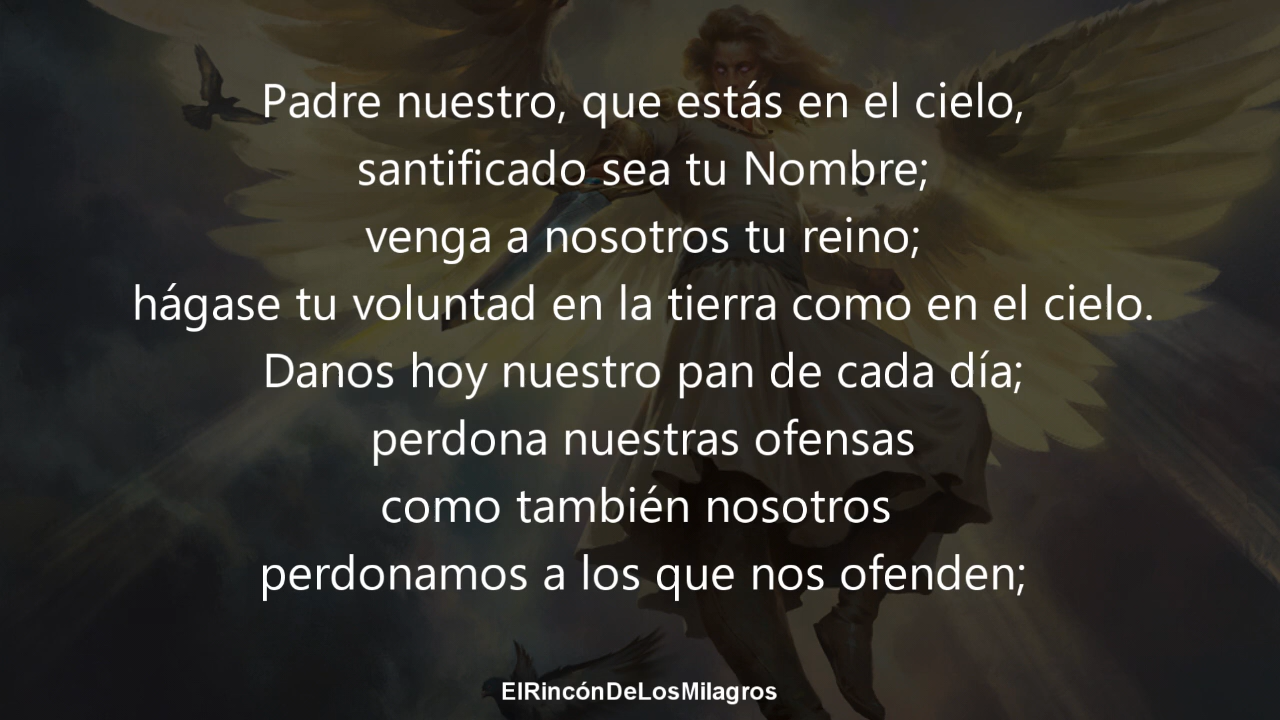 Padre nuestro, que estás en el cielo,
santificado sea tu Nombre;
venga a nosotros tu reino;
hágase tu voluntad en la tierra como en el cielo.
Danos hoy nuestro pan de cada día;
perdona nuestras ofensas
como también nosotros
perdonamos a los que nos ofenden;
ElRincónDeLosMilagros